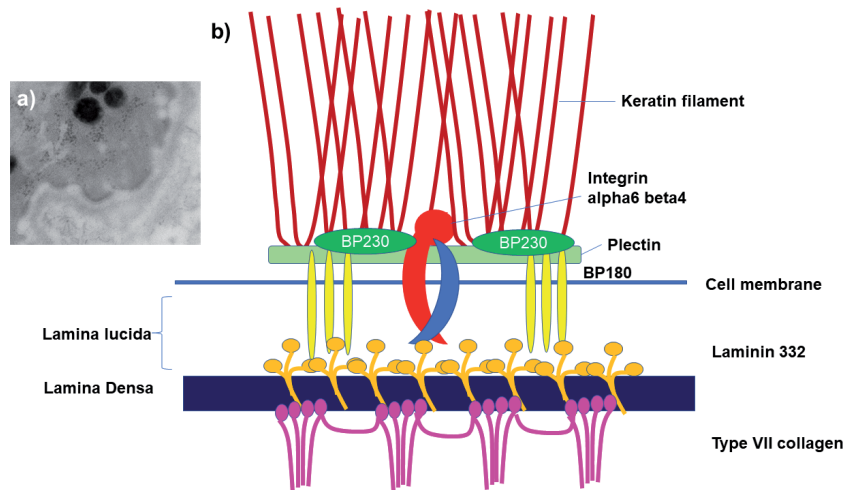 b)
a)
Keratin filament
Integrin
alpha6 beta4
BP230
BP230
Plectin
BP180
Cell membrane
Lamina lucida
Laminin 332
Lamina Densa
Type VII collagen